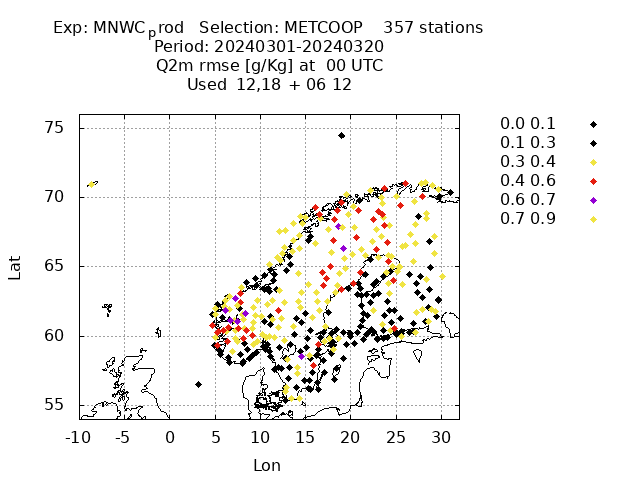 Exp: MNWCprod   Selection: METCOOP    357 stations
Period: 20240301-20240320
Q2m rmse [g/Kg] at  00 UTC
Used  12,18 + 06 12
0.0 0.1
0.1 0.3
0.3 0.4
0.4 0.6
0.6 0.7
0.7 0.9
Lat
75
70
65
60
55
-10 -5 0 5 10 15 20 25 30
Lon